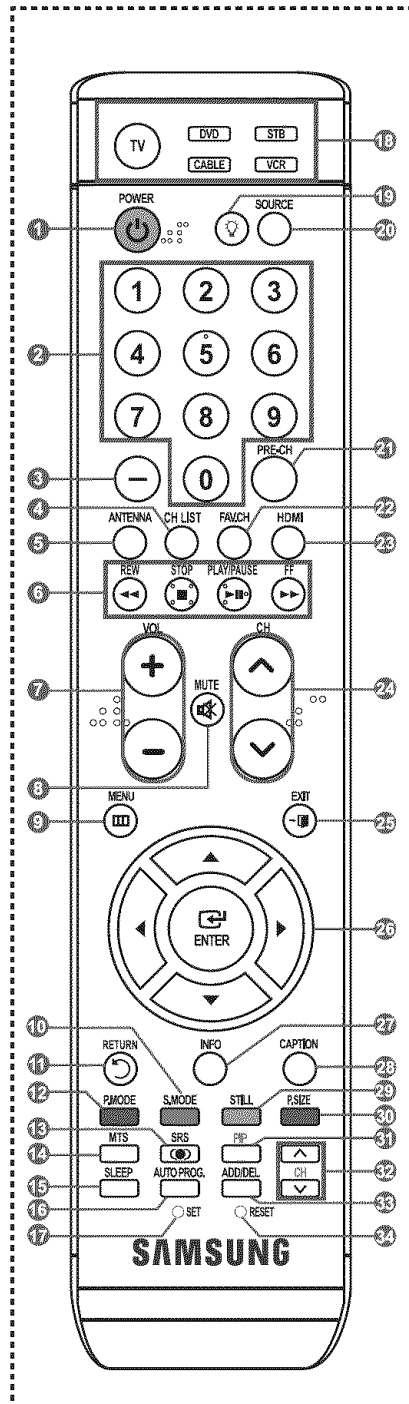 TV DVD STB 18
CABLE VCR
POWER 19 SOURCE
1 20
1 2 3
2 4 5 6
7 8 9
21
3 0 PRE-CH
4 22
ANTENNA CH LIST FAV.CH HDMI
5 23
REW STOP PLAY/PAUSE FF
6
VOL CH
7 MUTE 24
8
MENU EXIT
9 25
ENTER 26
10 27
RETURN INFO CAPTION
11 28
12 29
P.MODE S.MODE STILL P.SIZE
13 30
MTS SRS PIP 31
14 CH 32
SLEEP AUTO PROG. ADD/DEL
15 33
16
SET RESET
17 34
SAMSUNG